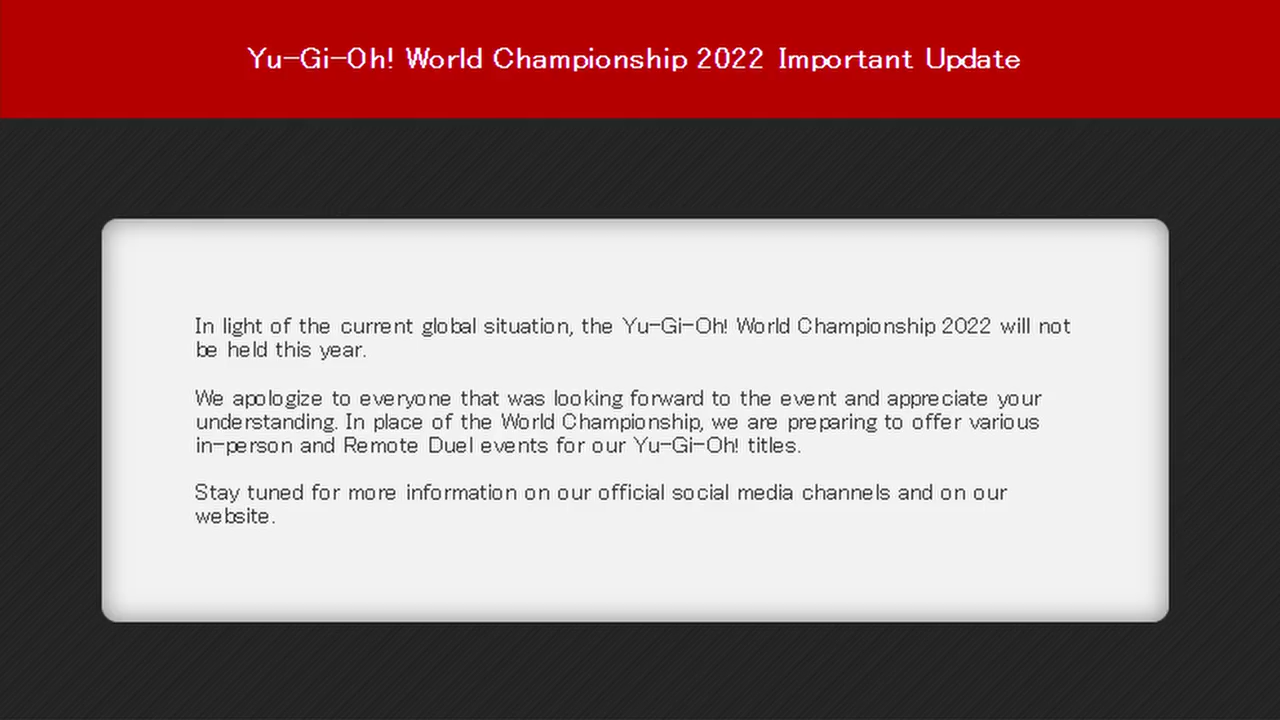 Yu-Gi-Oh! World Championship 2022 Important Update
In light of the current global situation, the Yu-Gi-Oh! World Championship 2022 will not
be held this year.
We apologize to everyone that was looking forward to the event and appreciate your
understanding. In place of the World Championship, we are preparing to offer various
in-person and Remote Duel events for our Yu-Gi-Oh! titles.
Stay tuned for more information on our official social media channels and on our
website.